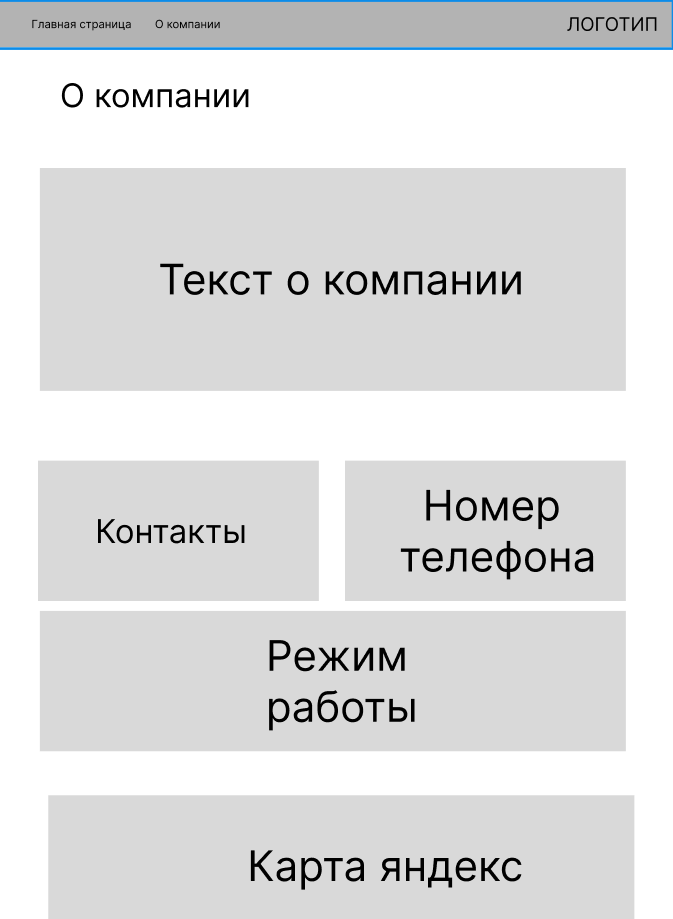 Главная страница О компании ЛОГОТИП
О компании
Текст о компании
Контакты
Номер
телефона
Режим
работы
Карта яндекс